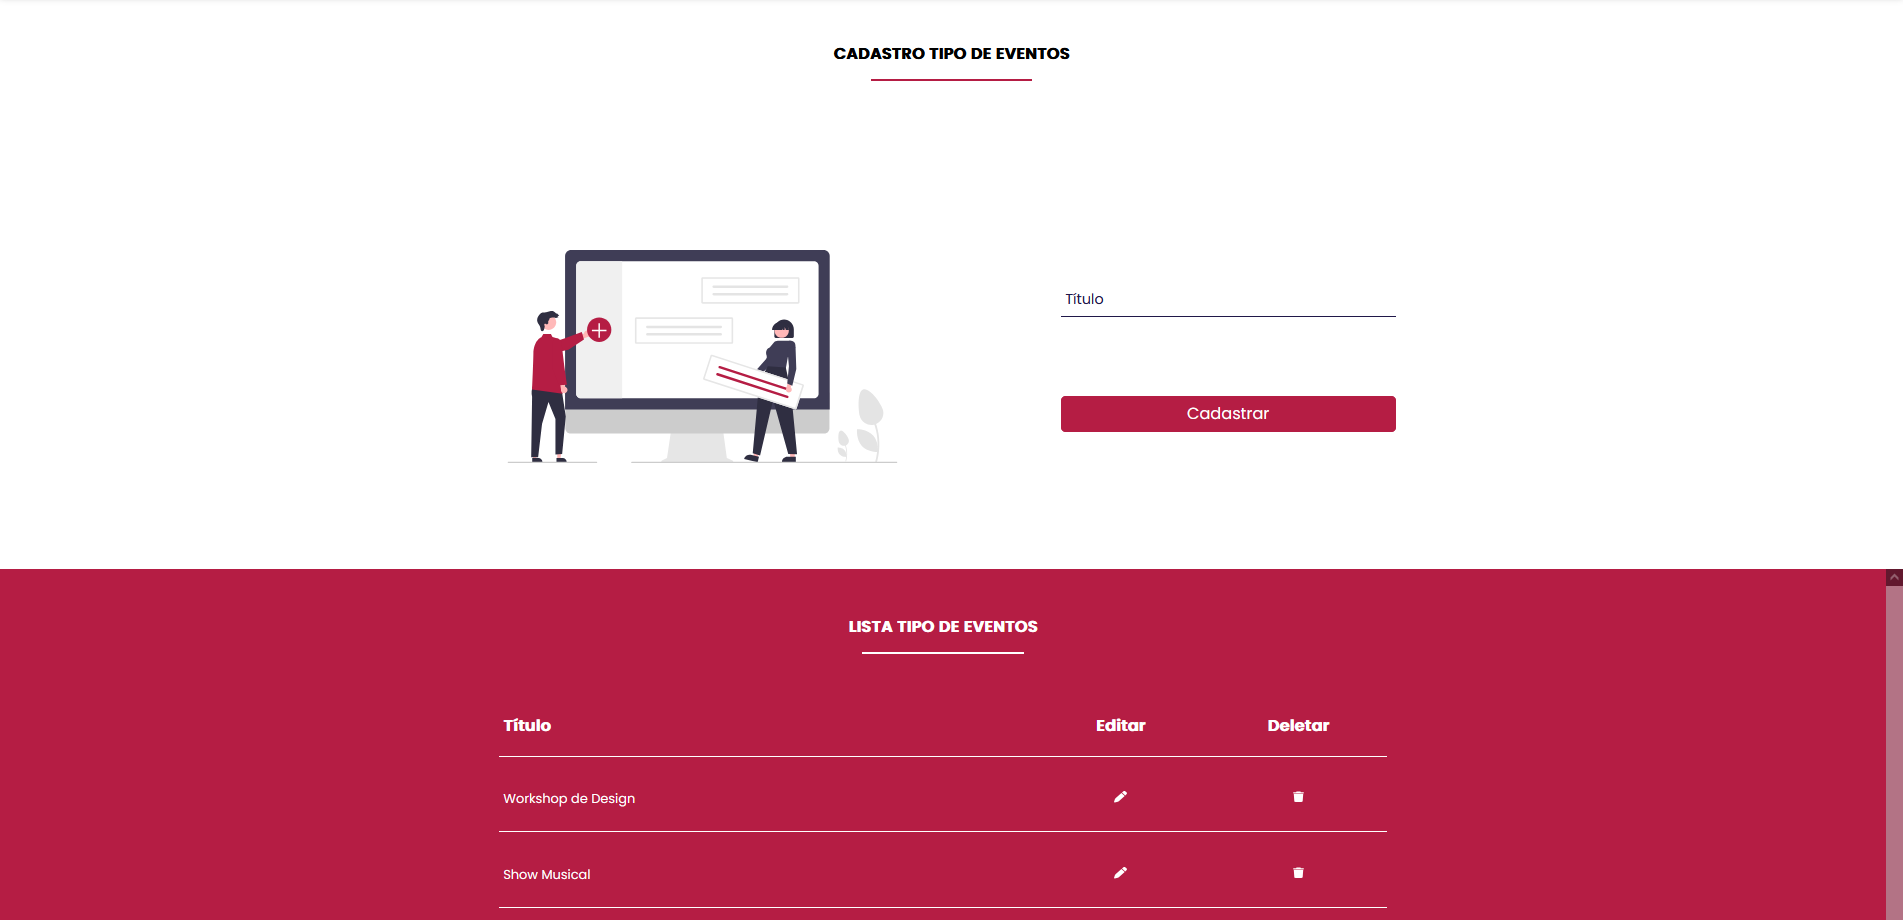 CADASTRO TIPO DE EVENTOS
Título
Cadastrar
LISTA TIPO DE EVENTOS
Título Editar Deletar
Workshop de Design
Show Musical